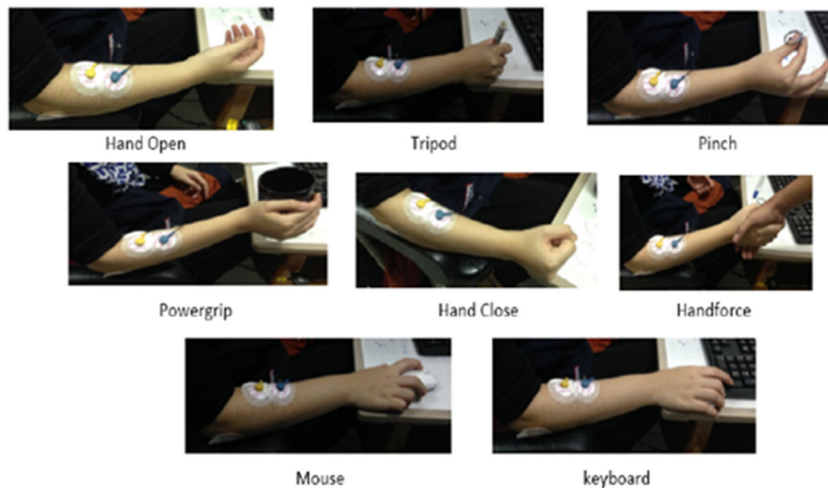 Hand Open
Tripod
Pinch
Powergrip
Hand Close
Handforce
Mouse
keyboard